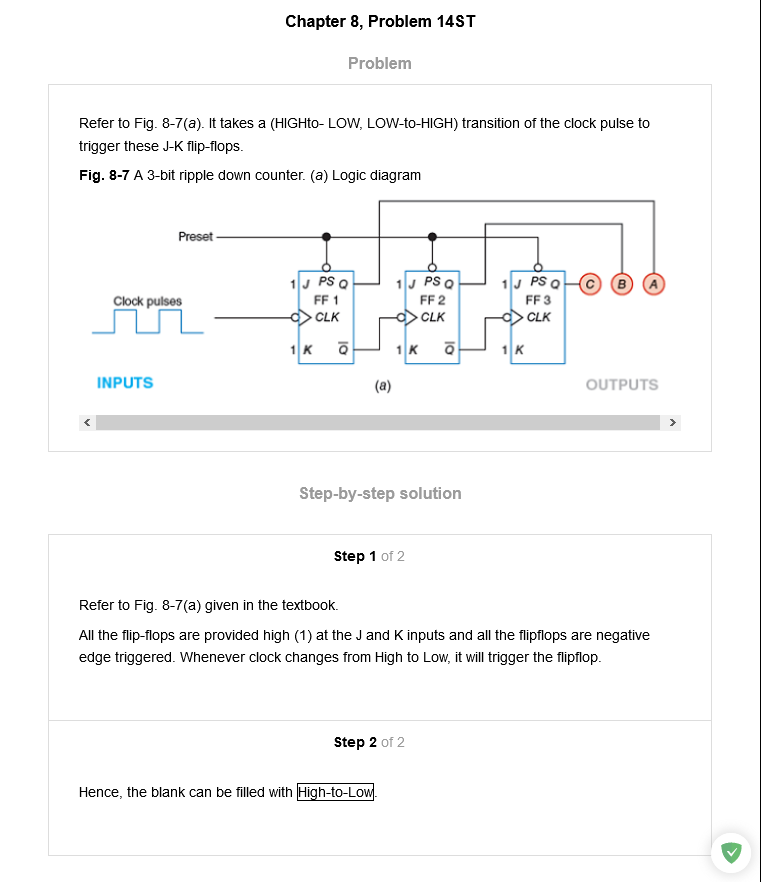 Chapter 8, Problem 14ST
Problem
Refer to Fig. 8-7(a). It takes a (HIGHto- LOW, LOW-to-HIGH) transition of the clock pulse to
trigger these J-K flip-flops.
Fig. 8-7 A 3-bit ripple down counter. (a) Logic diagram
Preset
1 J PS Q 1 J PS Q 1 J PS Q C B A
Clock pulses FF 1 FF 2 FF 3
CLK CLK CLK
1 K Q̅ 1 K Q̅ 1 K
INPUTS (a) OUTPUTS
Step-by-step solution
Step 1 of 2
Refer to Fig. 8-7(a) given in the textbook.
All the flip-flops are provided high (1) at the J and K inputs and all the flipflops are negative
edge triggered. Whenever clock changes from High to Low, it will trigger the flipflop.
Step 2 of 2
Hence, the blank can be filled with High-to-Low.